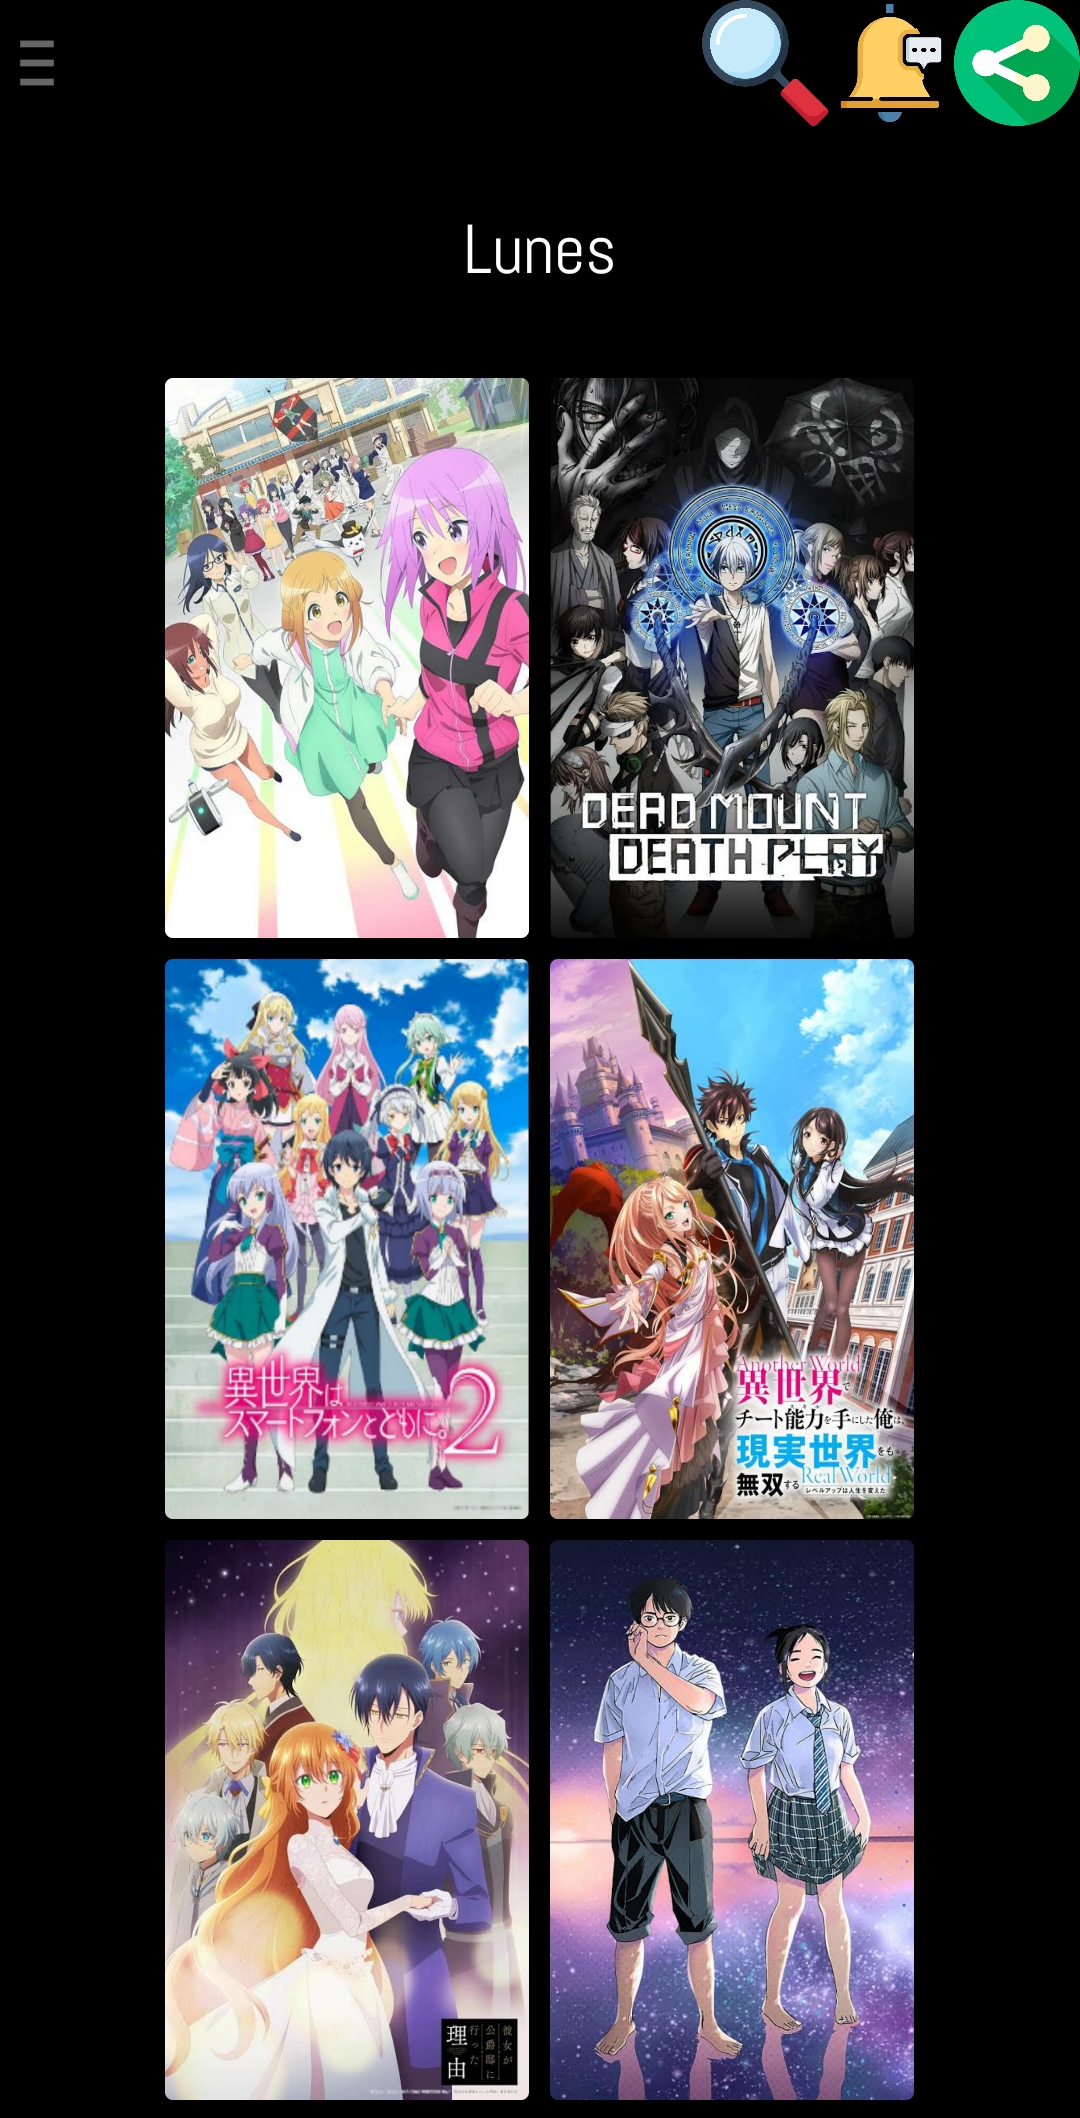 Lunes
DEAD MOUNT
DEATH PLAY
異世界は
スマートフォンとともに。2
Another World
異世界で
チート能力を手にした俺は、
現実世界をも
Real World
無双する
レベルアップは人生を変えた
彼女が
公爵邸に
行った
理由